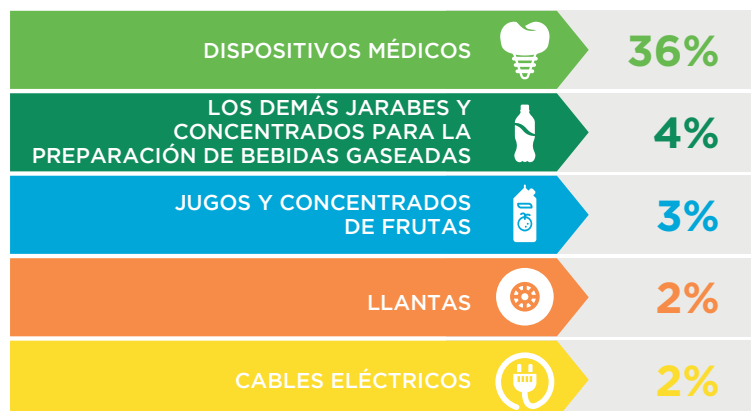 DISPOSITIVOS MÉDICOS
36%
LOS DEMÁS JARABES Y
CONCENTRADOS PARA LA
PREPARACIÓN DE BEBIDAS GASEADAS
4%
JUGOS Y CONCENTRADOS
DE FRUTAS
3%
LLANTAS
2%
CABLES ELÉCTRICOS
2%